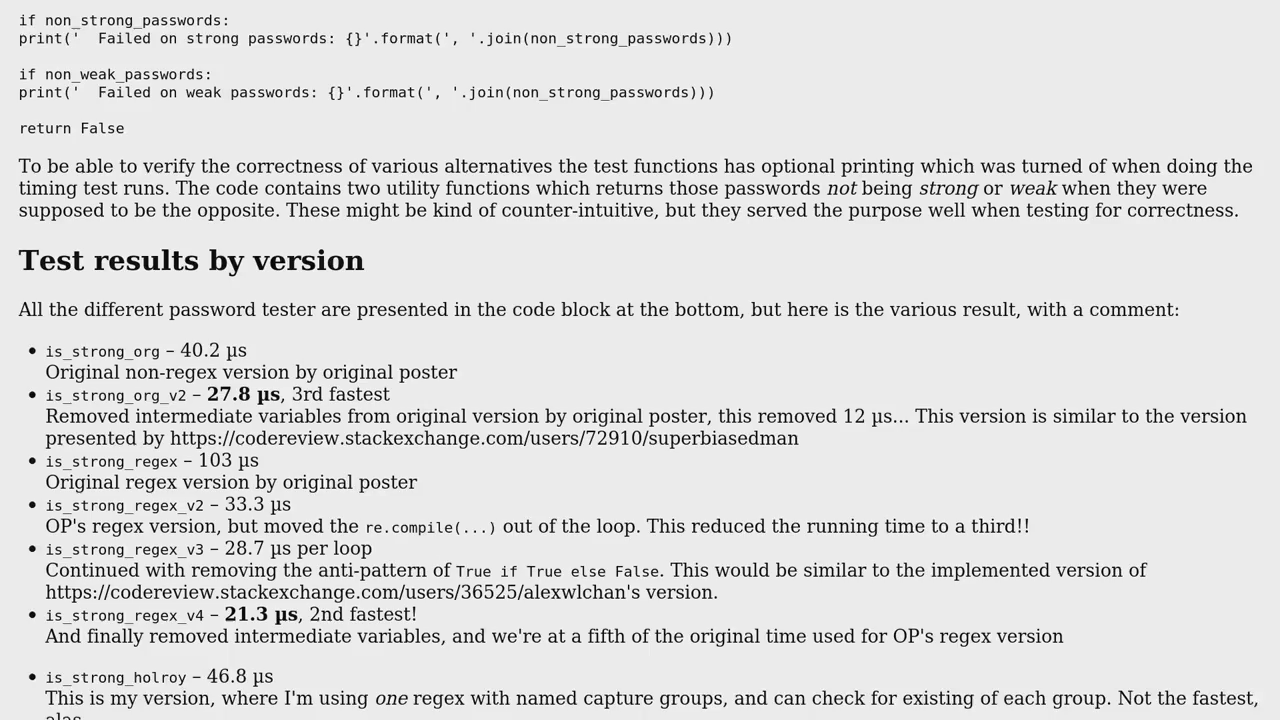 if non_strong_passwords:
print('  Failed on strong passwords: {}'.format(', '.join(non_strong_passwords)))
if non_weak_passwords:
print('  Failed on weak passwords: {}'.format(', '.join(non_strong_passwords)))
return False
To be able to verify the correctness of various alternatives the test functions has optional printing which was turned of when doing the
timing test runs. The code contains two utility functions which returns those passwords not being strong or weak when they were
supposed to be the opposite. These might be kind of counter-intuitive, but they served the purpose well when testing for correctness.
Test results by version
All the different password tester are presented in the code block at the bottom, but here is the various result, with a comment:
• is_strong_org – 40.2 µs
Original non-regex version by original poster
• is_strong_org_v2 – 27.8 µs, 3rd fastest
Removed intermediate variables from original version by original poster, this removed 12 µs... This version is similar to the version
presented by https://codereview.stackexchange.com/users/72910/superbiasedman
• is_strong_regex – 103 µs
Original regex version by original poster
• is_strong_regex_v2 – 33.3 µs
OP's regex version, but moved the re.compile(...) out of the loop. This reduced the running time to a third!!
• is_strong_regex_v3 – 28.7 µs per loop
Continued with removing the anti-pattern of True if True else False. This would be similar to the implemented version of
https://codereview.stackexchange.com/users/36525/alexwlchan's version.
• is_strong_regex_v4 – 21.3 µs, 2nd fastest!
And finally removed intermediate variables, and we're at a fifth of the original time used for OP's regex version
• is_strong_holroy – 46.8 µs
This is my version, where I'm using one regex with named capture groups, and can check for existing of each group. Not the fastest,
alas